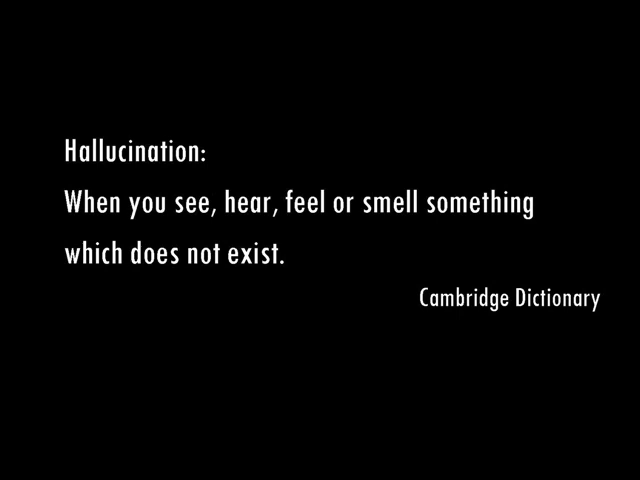 Hallucination:
When you see, hear, feel or smell something
which does not exist.
Cambridge Dictionary